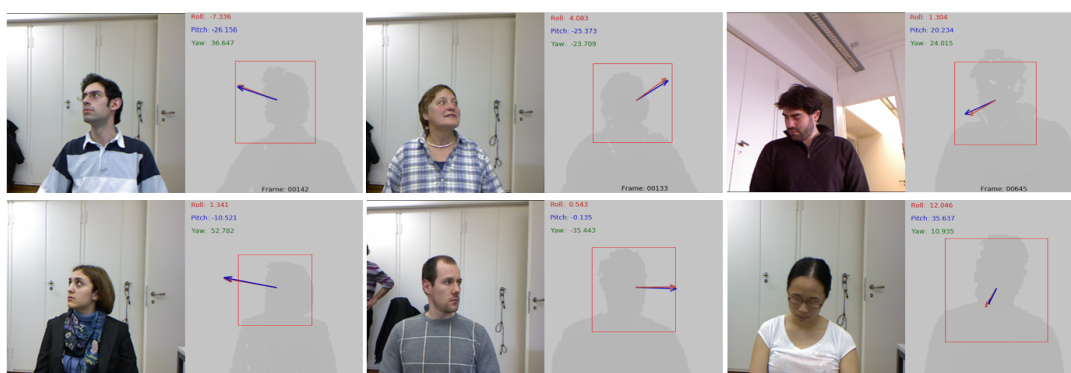 Roll: -7.336
Pitch: -26.156
Yaw: 36.647
Frame: 00142
Roll: 4.083
Pitch: -25.373
Yaw: -23.709
Frame: 00133
Roll: 1.304
Pitch: 20.234
Yaw: 24.015
Frame: 00645
Roll: 1.341
Pitch: -10.521
Yaw: 52.782
Roll: 0.543
Pitch: -0.135
Yaw: -35.443
Roll: 12.046
Pitch: 35.637
Yaw: 10.935